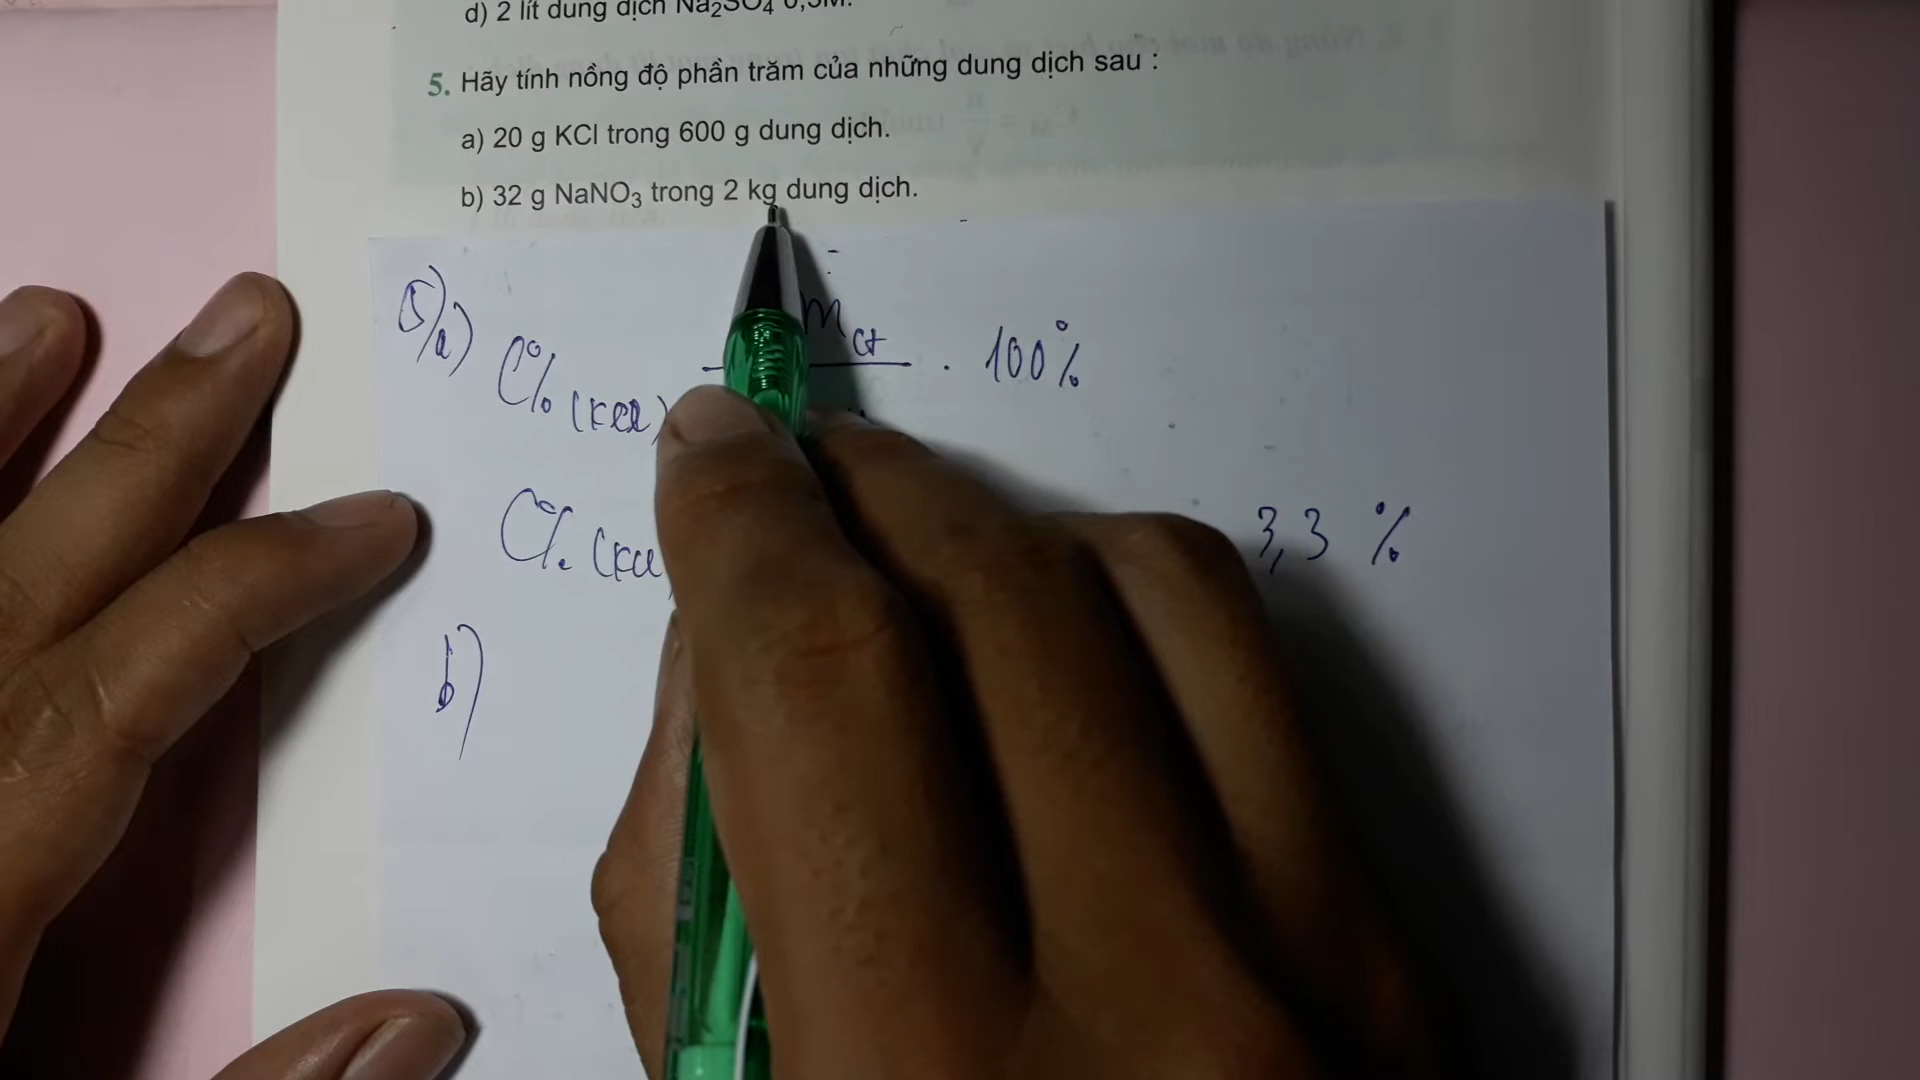 d) 2 lít dung dịch Na₂SO₄ 0,5M.
5. Hãy tính nồng độ phần trăm của những dung dịch sau :
a) 20 g KCl trong 600 g dung dịch.
b) 32 g NaNO₃ trong 2 kg dung dịch.
5/a) C% (KCl) m ct . 100%
C% (KCl 3,3 %
b)